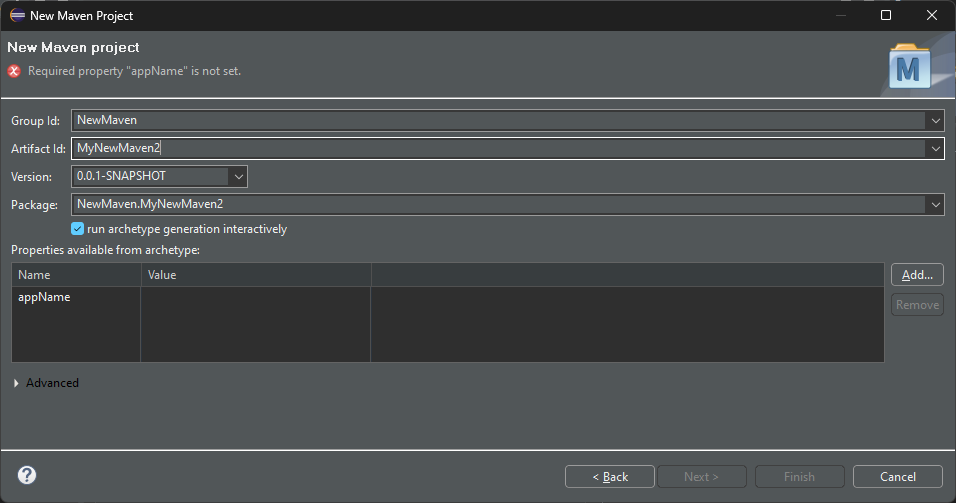 New Maven Project
New Maven project
Required property "appName" is not set.
M
Group Id: NewMaven
Artifact Id: MyNewMaven2
Version: 0.0.1-SNAPSHOT
Package: NewMaven.MyNewMaven2
run archetype generation interactively
Properties available from archetype:
Name Value Add...
appName Remove
Advanced
? < Back Next > Finish Cancel